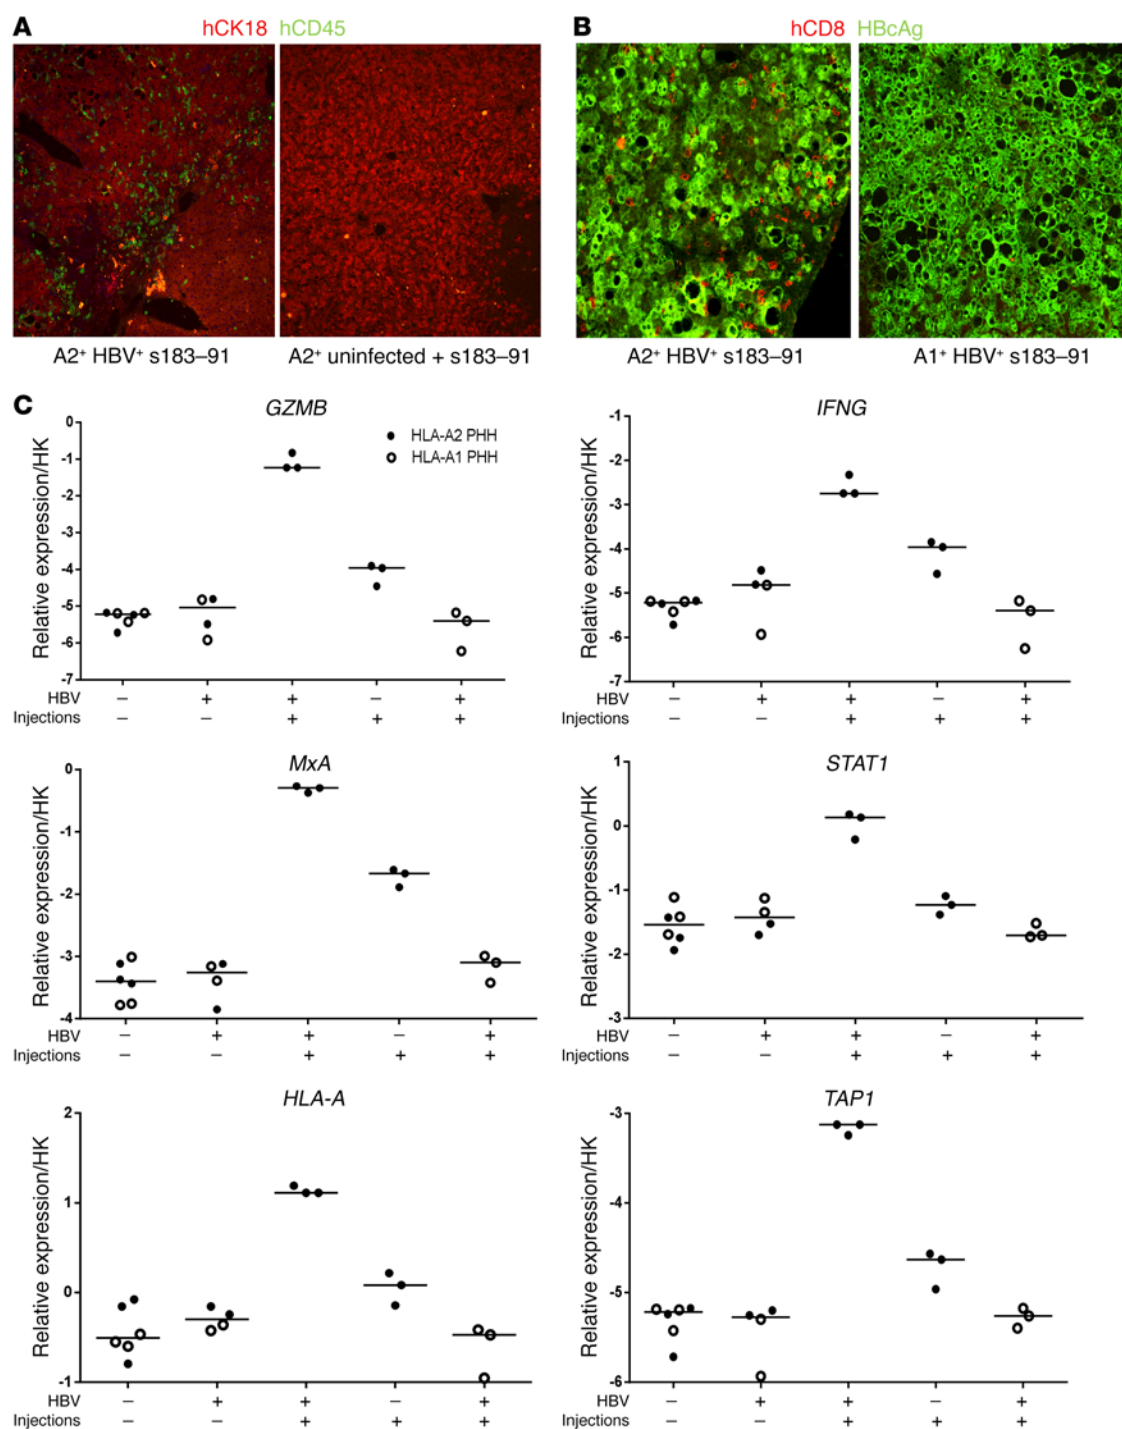 A
hCK18 hCD45
A2⁺ HBV⁺ s183–91
A2⁺ uninfected + s183–91
B
hCD8 HBcAg
A2⁺ HBV⁺ s183–91
A1⁺ HBV⁺ s183–91
C
GZMB
Relative expression/HK
0
-1
-2
-3
-4
-5
-6
-7
HLA-A2 PHH
HLA-A1 PHH
HBV – + + – +
Injections – – + + +
IFNG
Relative expression/HK
-1
-3
-4
-5
-6
-7
HBV – + + – +
Injections – – + + +
MxA
Relative expression/HK
0
-1
-2
-3
-4
HBV – + + – +
Injections – – + + +
STAT1
Relative expression/HK
1
0
-1
-2
-3
HBV – + + – +
Injections – – + + +
HLA-A
Relative expression/HK
2
1
0
-1
HBV – + + – +
Injections – – + + +
TAP1
Relative expression/HK
-3
-4
-5
-6
HBV – + + – +
Injections – – + + +